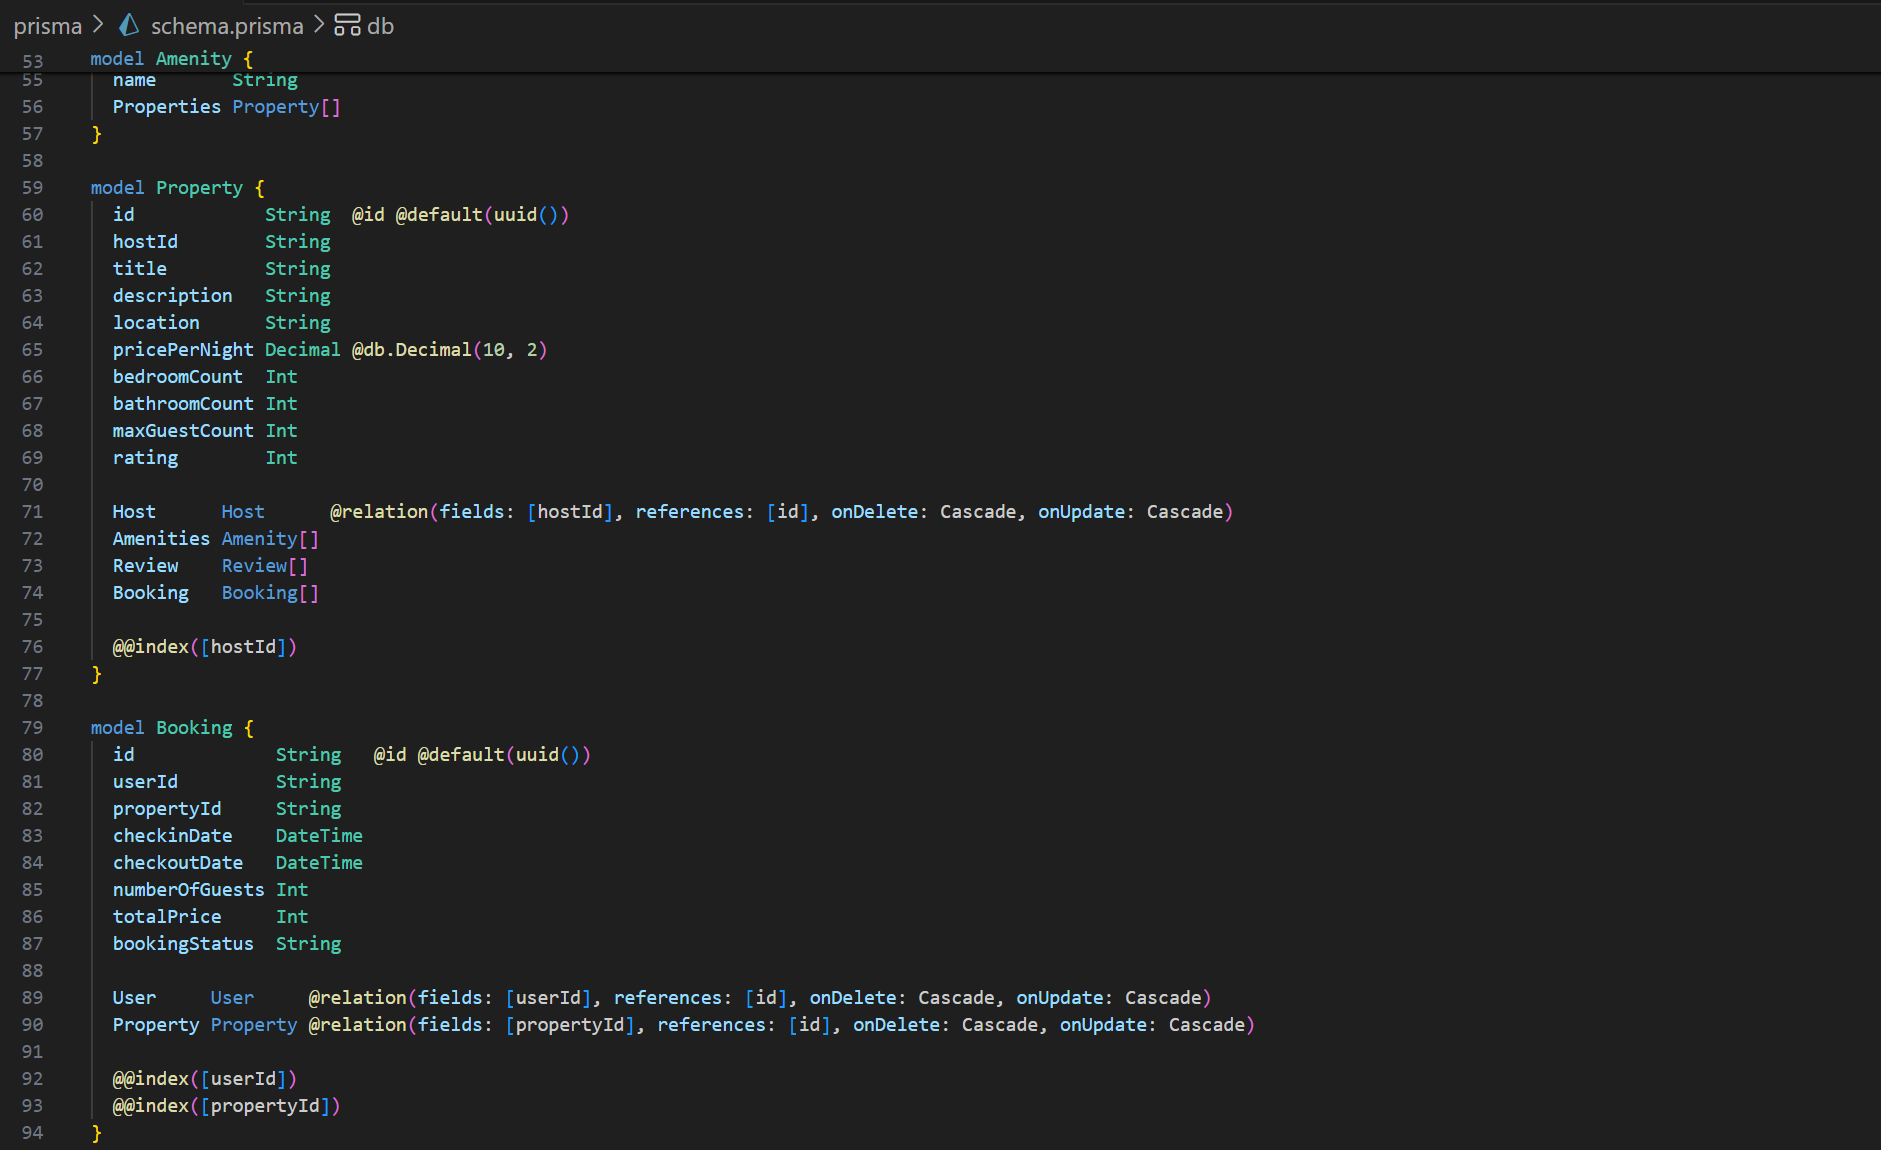 prisma > schema.prisma > db
53 model Amenity {
55 name String
56 Properties Property[]
57 }
58
59 model Property {
60 id String @id @default(uuid())
61 hostId String
62 title String
63 description String
64 location String
65 pricePerNight Decimal @db.Decimal(10, 2)
66 bedroomCount Int
67 bathroomCount Int
68 maxGuestCount Int
69 rating Int
70
71 Host Host @relation(fields: [hostId], references: [id], onDelete: Cascade, onUpdate: Cascade)
72 Amenities Amenity[]
73 Review Review[]
74 Booking Booking[]
75
76 @@index([hostId])
77 }
78
79 model Booking {
80 id String @id @default(uuid())
81 userId String
82 propertyId String
83 checkinDate DateTime
84 checkoutDate DateTime
85 numberOfGuests Int
86 totalPrice Int
87 bookingStatus String
88
89 User User @relation(fields: [userId], references: [id], onDelete: Cascade, onUpdate: Cascade)
90 Property Property @relation(fields: [propertyId], references: [id], onDelete: Cascade, onUpdate: Cascade)
91
92 @@index([userId])
93 @@index([propertyId])
94 }